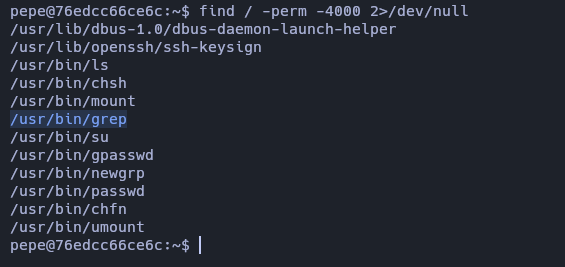 pepe@76edcc66ce6c:~$ find / -perm -4000 2>/dev/null
/usr/lib/dbus-1.0/dbus-daemon-launch-helper
/usr/lib/openssh/ssh-keysign
/usr/bin/ls
/usr/bin/chsh
/usr/bin/mount
/usr/bin/grep
/usr/bin/su
/usr/bin/gpasswd
/usr/bin/newgrp
/usr/bin/passwd
/usr/bin/chfn
/usr/bin/umount
pepe@76edcc66ce6c:~$